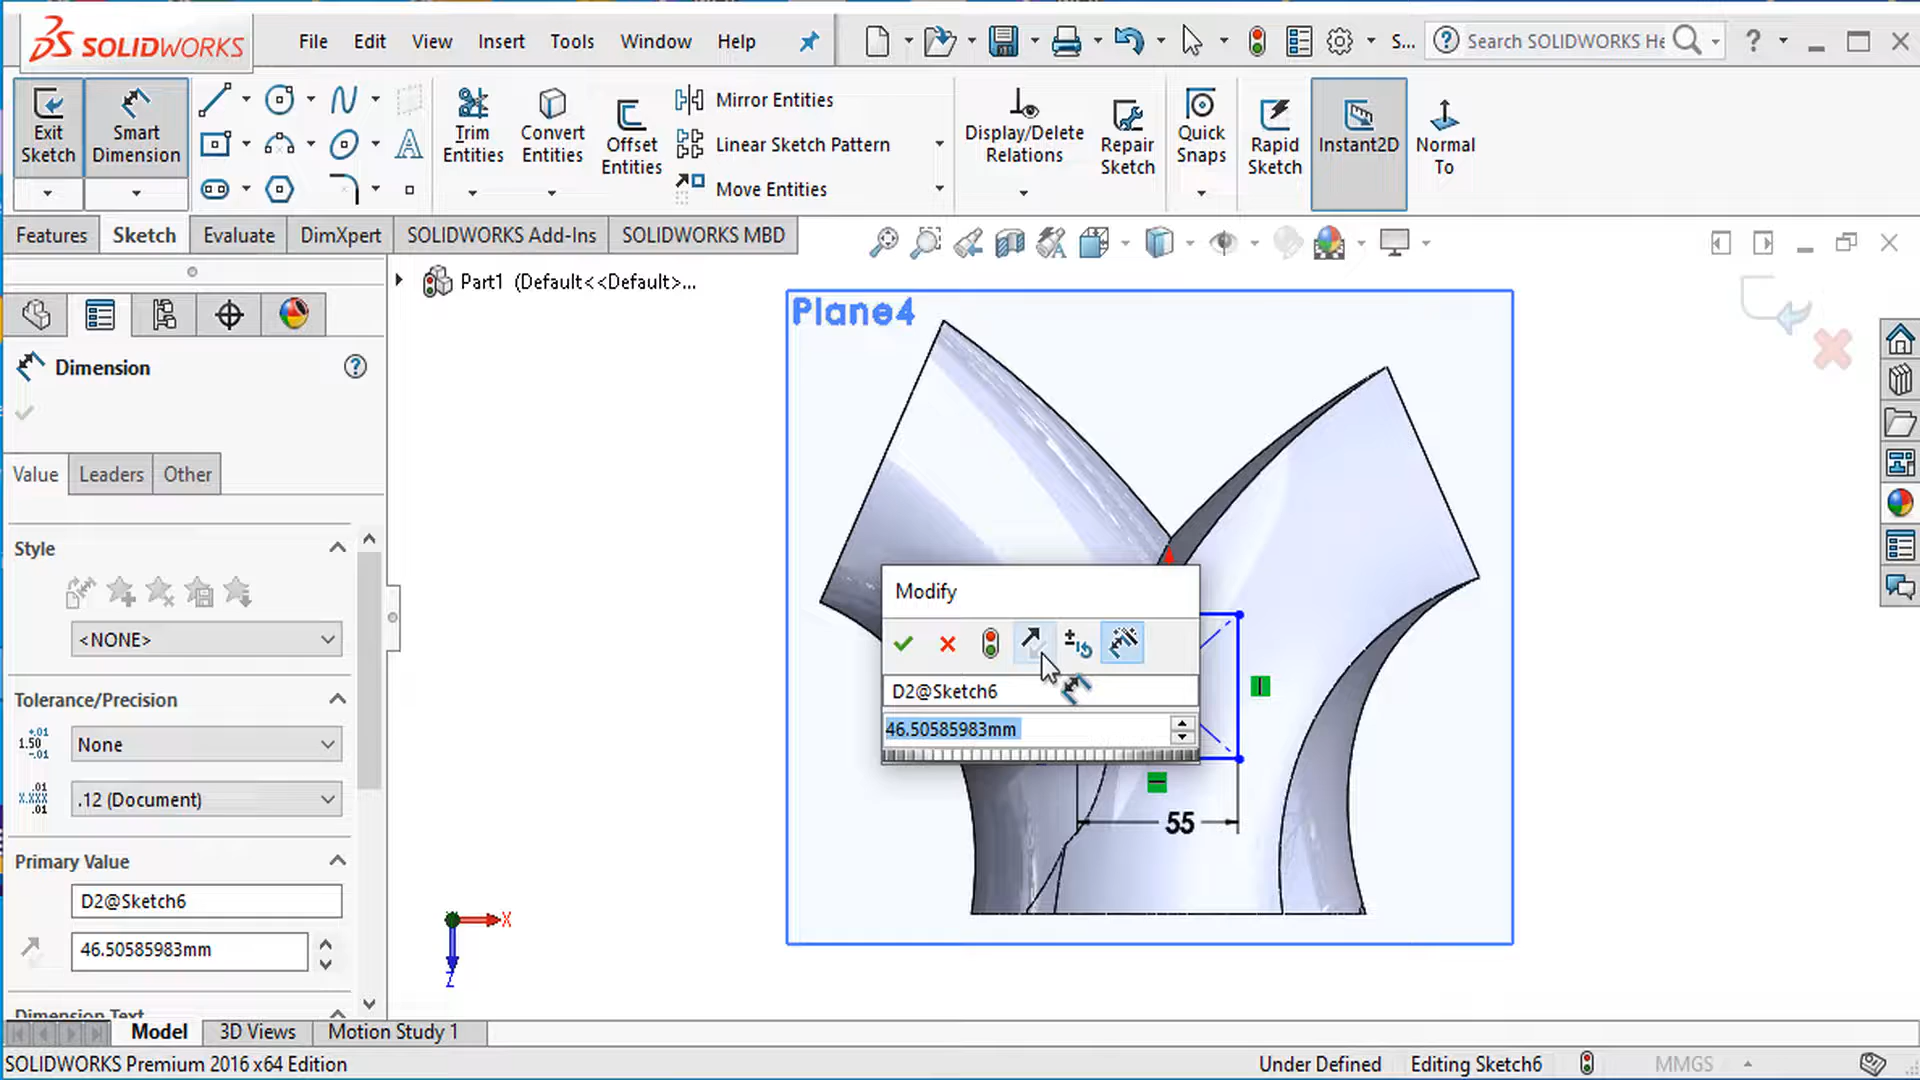 SOLIDWORKS File Edit View Insert Tools Window Help S... Search SOLIDWORKS He ?
Exit Sketch
Smart Dimension
Trim Entities
Convert Entities
Offset Entities
Mirror Entities
Linear Sketch Pattern
Move Entities
Display/Delete Relations
Repair Sketch
Quick Snaps
Rapid Sketch
Instant2D
Normal To
Features Sketch Evaluate DimXpert SOLIDWORKS Add-Ins SOLIDWORKS MBD
Part1 (Default<<Default>...
Plane4
Dimension
Value Leaders Other
Style
<NONE>
Tolerance/Precision
None
.12 (Document)
Primary Value
D2@Sketch6
46.50585983mm
Dimension Text
Modify
D2@Sketch6
46.50585983mm
55
X
Z
Model 3D Views Motion Study 1
SOLIDWORKS Premium 2016 x64 Edition Under Defined Editing Sketch6 MMGS